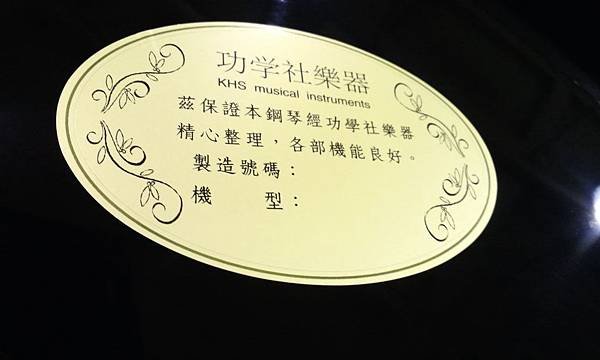 功学社樂器
KHS musical instruments
茲保證本鋼琴經功學社樂器
精心整理，各部機能良好。
製造號碼：
機　　型：